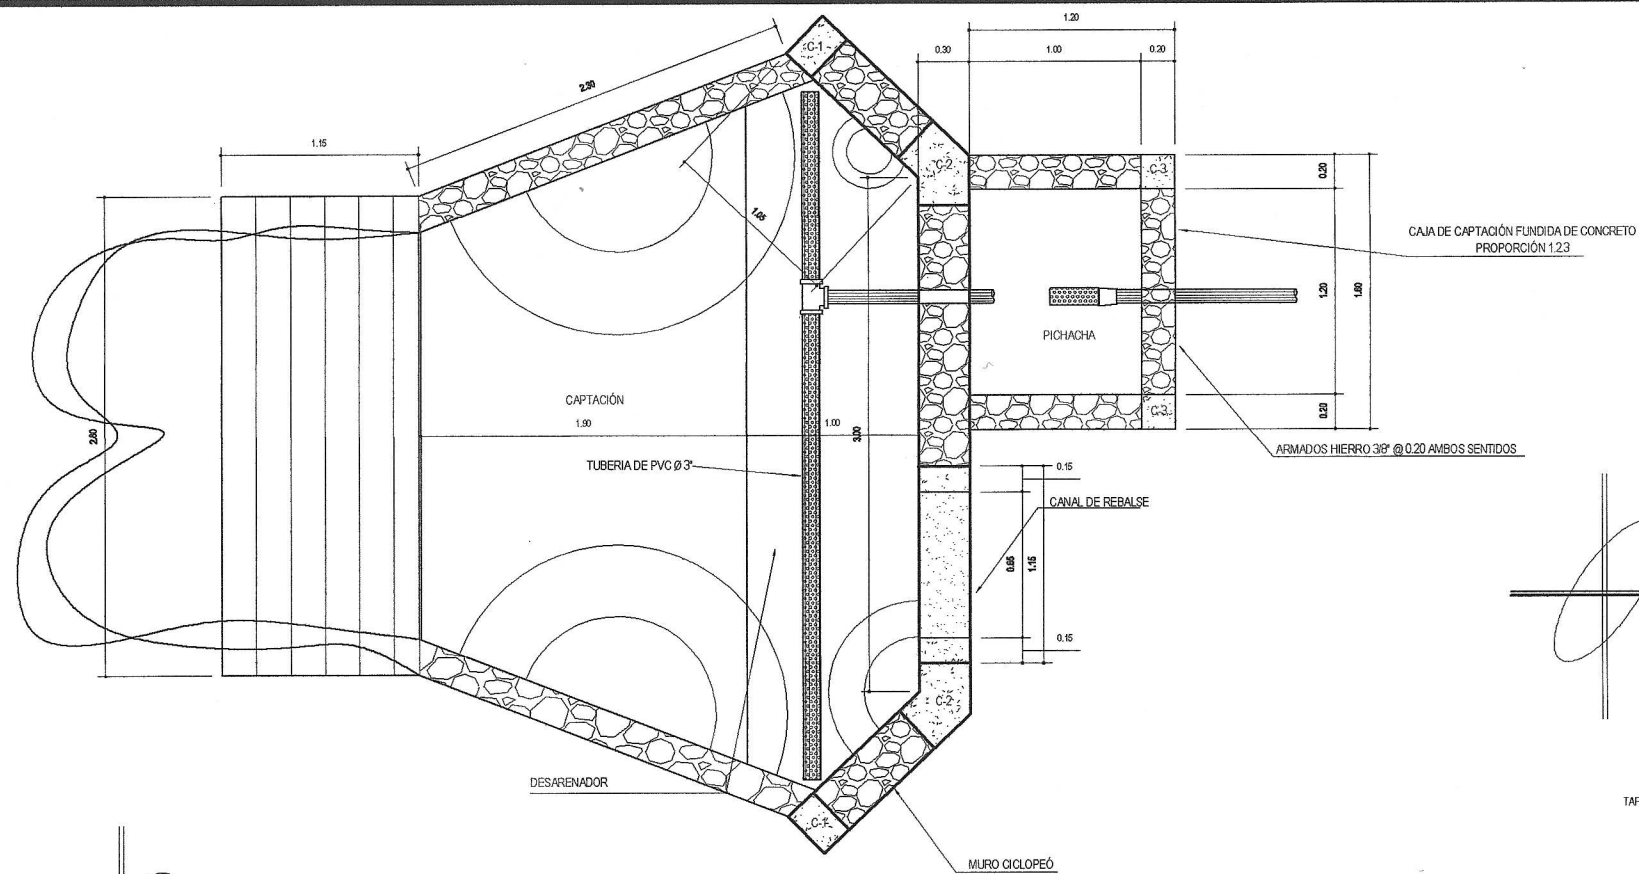 1.20
0.30
1.00
0.20
C-1
2.30
1.15
C-2
C-3
0.20
1.05
CAJA DE CAPTACIÓN FUNDIDA DE CONCRETO
PROPORCIÓN 1:2:3
1.20
1.60
PICHACHA
CAPTACIÓN
1.90
1.00
3.00
2.80
C-3
0.20
TUBERIA DE PVC Ø 3"
ARMADOS HIERRO 3/8" @ 0.20 AMBOS SENTIDOS
0.15
CANAL DE REBALSE
0.85
1.15
0.15
C-2
DESARENADOR
C-1
MURO CICLOPEÓ
TAP